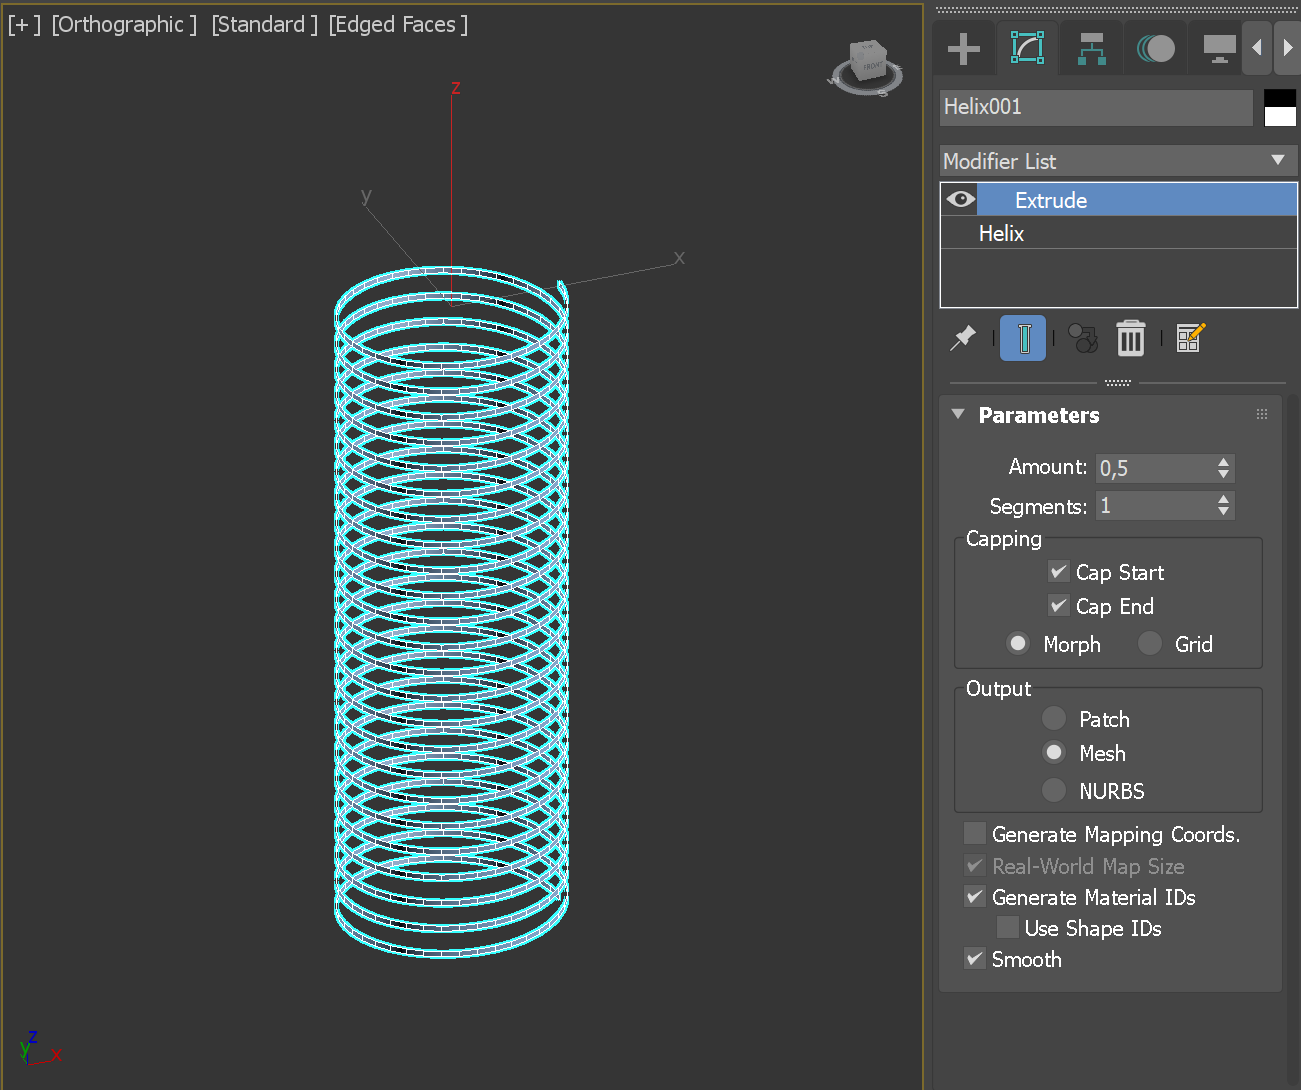 [+] [Orthographic] [Standard] [Edged Faces]
z
y
x
FRONT
W
S
z
y
x
Helix001
Modifier List
Extrude
Helix
Parameters
Amount: 0,5
Segments: 1
Capping
Cap Start
Cap End
Morph Grid
Output
Patch
Mesh
NURBS
Generate Mapping Coords.
Real-World Map Size
Generate Material IDs
Use Shape IDs
Smooth